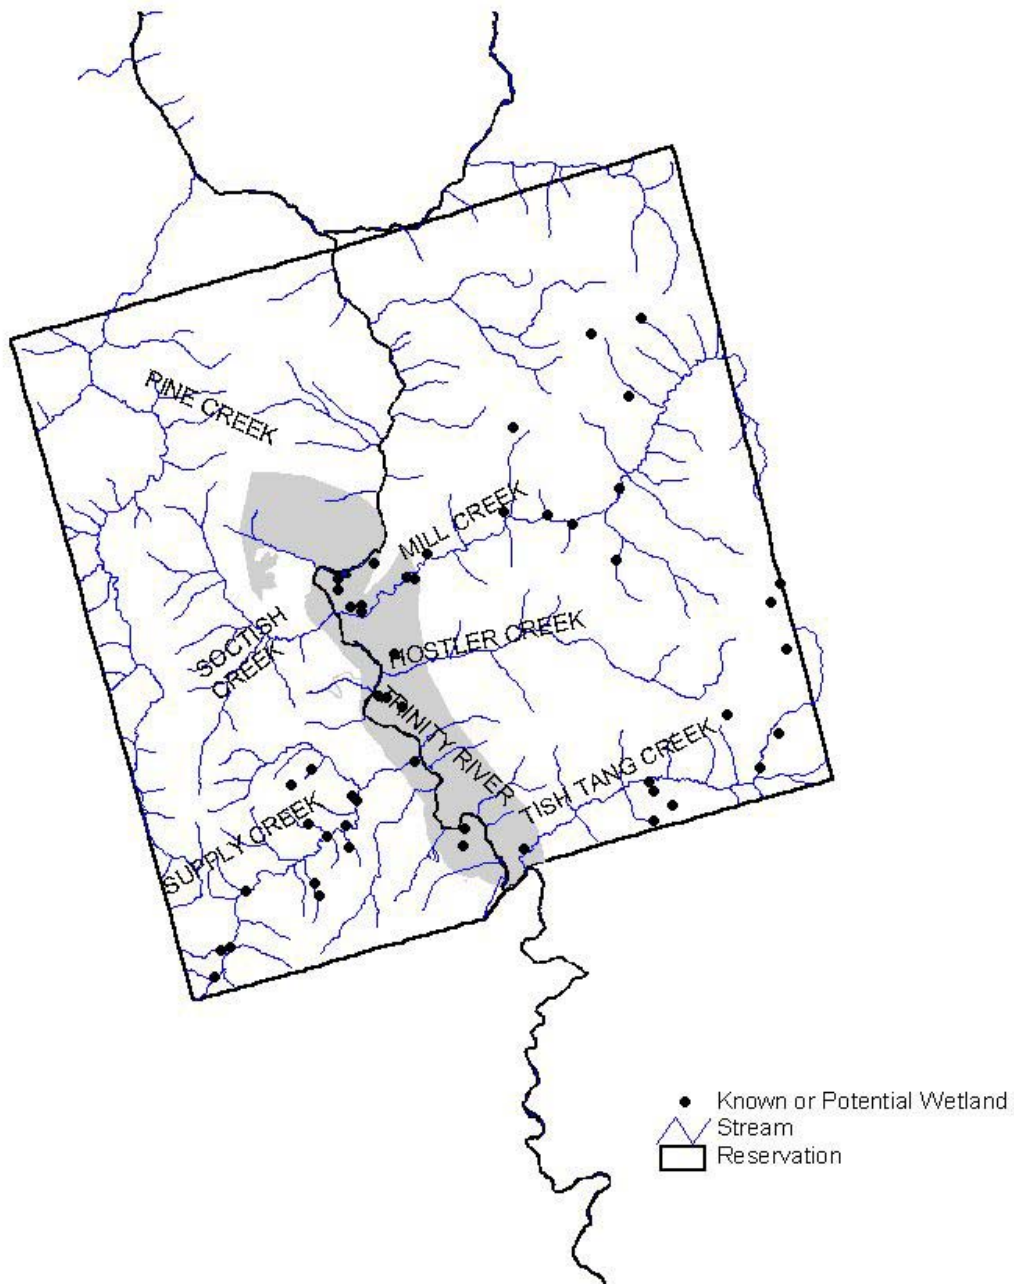 PINE CREEK
MILL CREEK
SOCTISH
CREEK
HOSTLER CREEK
TRINITY RIVER
TISH TANG CREEK
SUPPLY CREEK
Known or Potential Wetland
Stream
Reservation